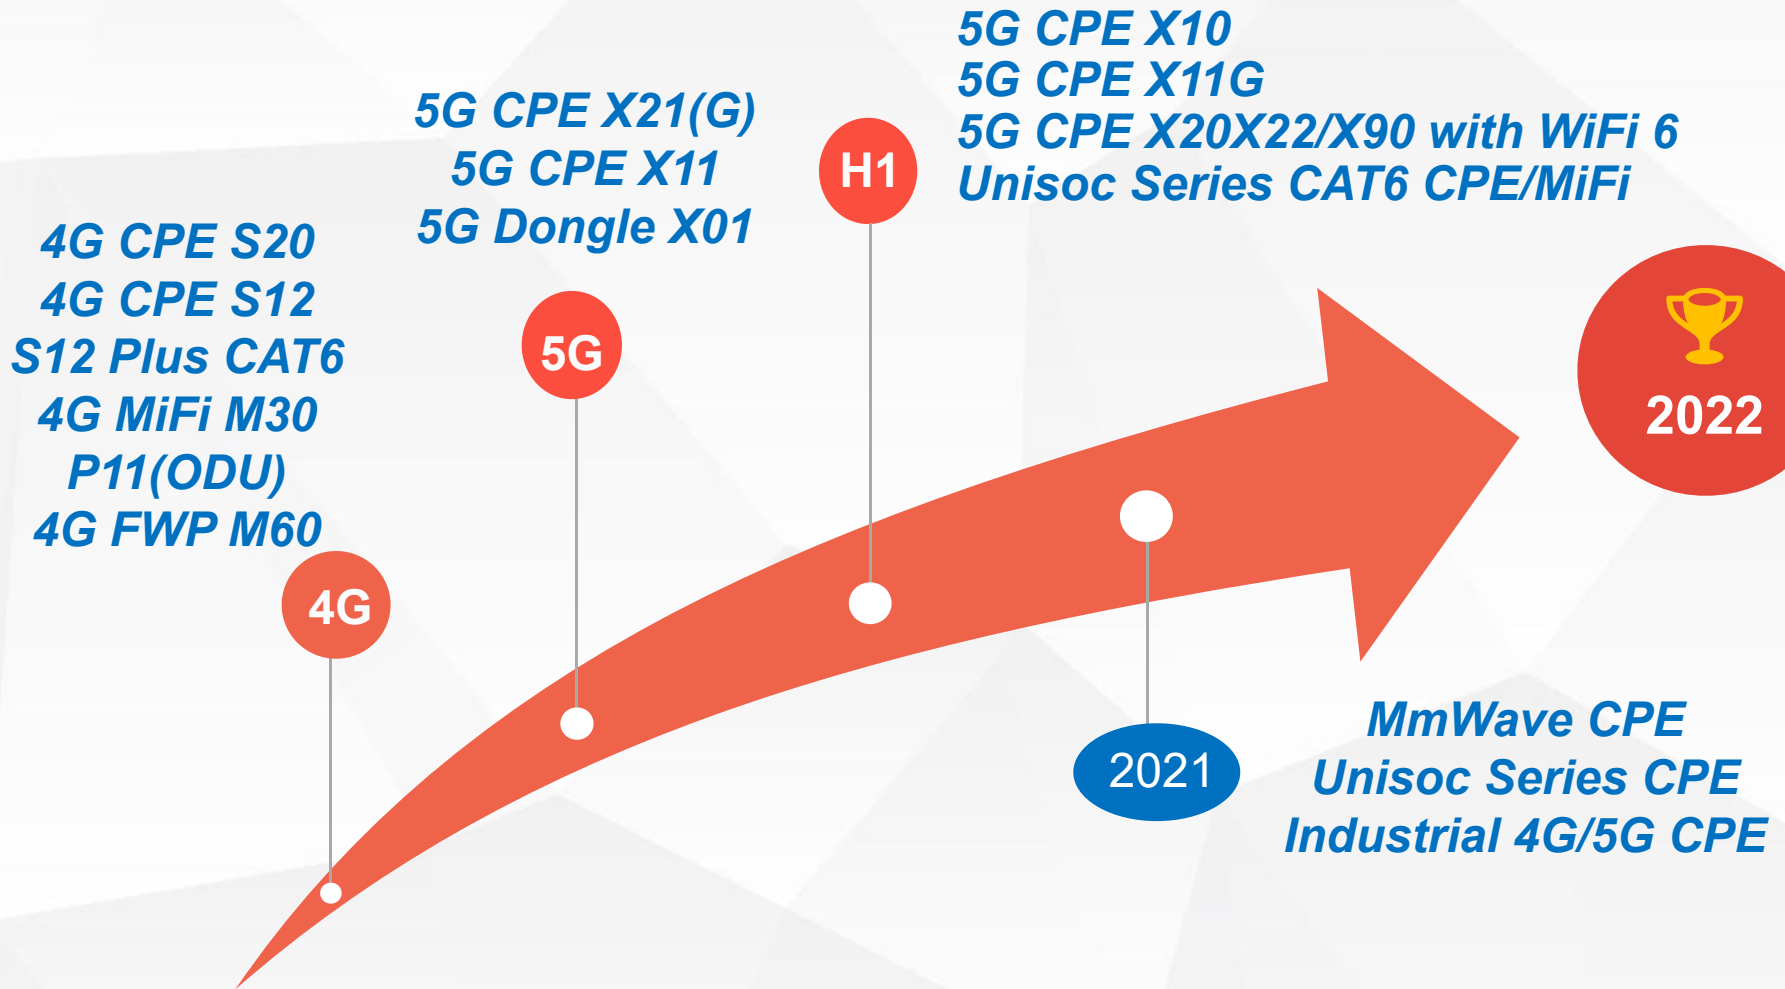 4G CPE S20
4G CPE S12
S12 Plus CAT6
4G MiFi M30
P11(ODU)
4G FWP M60
4G
5G CPE X21(G)
5G CPE X11
5G Dongle X01
5G
H1
5G CPE X10
5G CPE X11G
5G CPE X20X22/X90 with WiFi 6
Unisoc Series CAT6 CPE/MiFi
2021
MmWave CPE
Unisoc Series CPE
Industrial 4G/5G CPE
2022